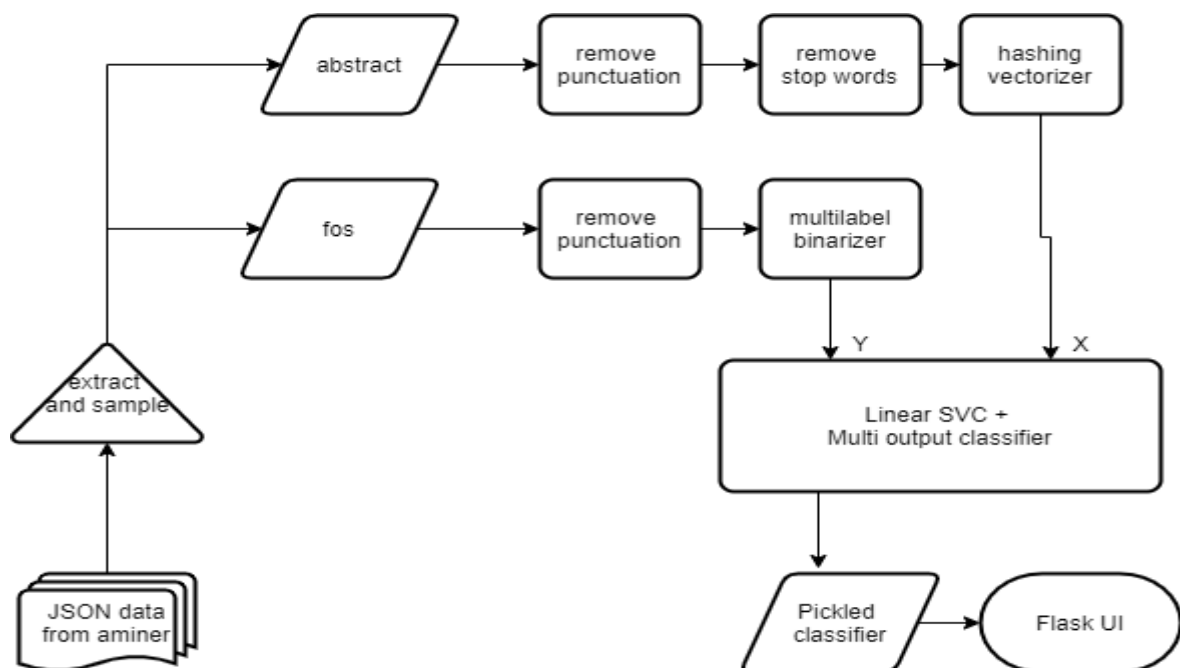 abstract
remove
punctuation
remove
stop words
hashing
vectorizer
fos
remove
punctuation
multilabel
binarizer
Y
X
extract
and sample
Linear SVC +
Multi output classifier
JSON data
from aminer
Pickled
classifier
Flask UI